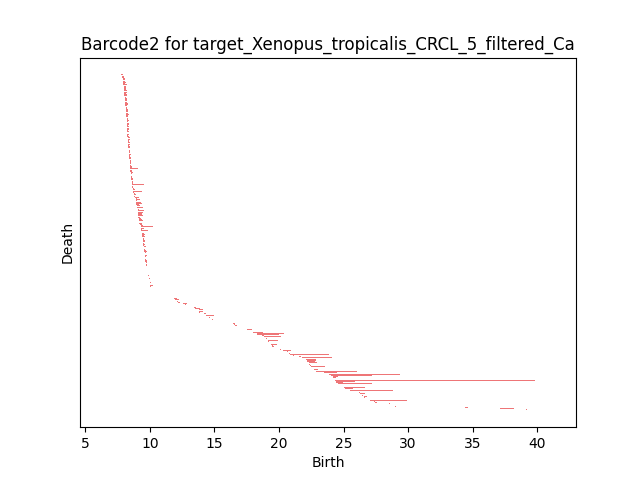 Barcode2 for target_Xenopus_tropicalis_CRCL_5_filtered_Ca
Death
5 10 15 20 25 30 35 40
Birth